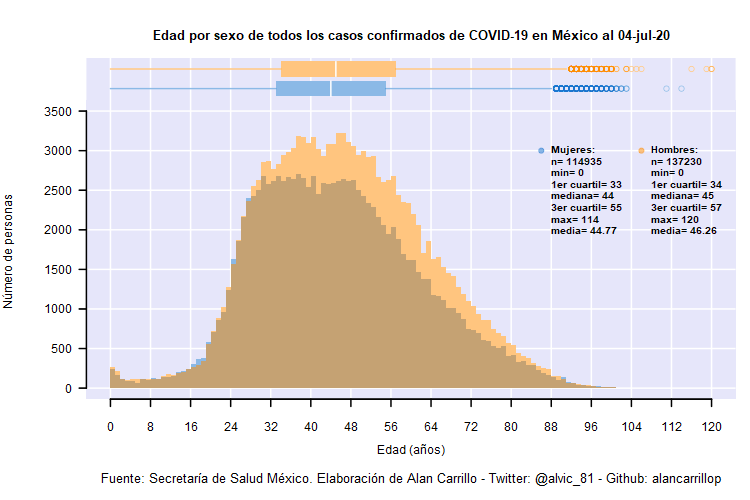 Edad por sexo de todos los casos confirmados de COVID-19 en México al 04-jul-20
3500
3000
2500
2000
1500
1000
500
0
Número de personas
Mujeres:
n= 114935
min= 0
1er cuartil= 33
mediana= 44
3er cuartil= 55
max= 114
media= 44.77
Hombres:
n= 137230
min= 0
1er cuartil= 34
mediana= 45
3er cuartil= 57
max= 120
media= 46.26
0 8 16 24 32 40 48 56 64 72 80 88 96 104 112 120
Edad (años)
Fuente: Secretaría de Salud México. Elaboración de Alan Carrillo - Twitter: @alvic_81 - Github: alancarrillop